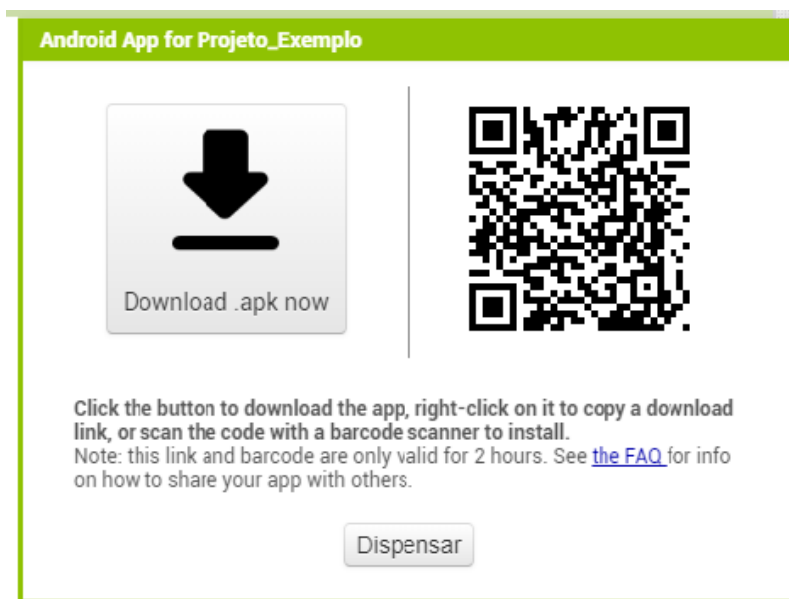 Android App for Projeto_Exemplo
Download .apk now
Click the button to download the app, right-click on it to copy a download
link, or scan the code with a barcode scanner to install.
Note: this link and barcode are only valid for 2 hours. See the FAQ for info
on how to share your app with others.
Dispensar